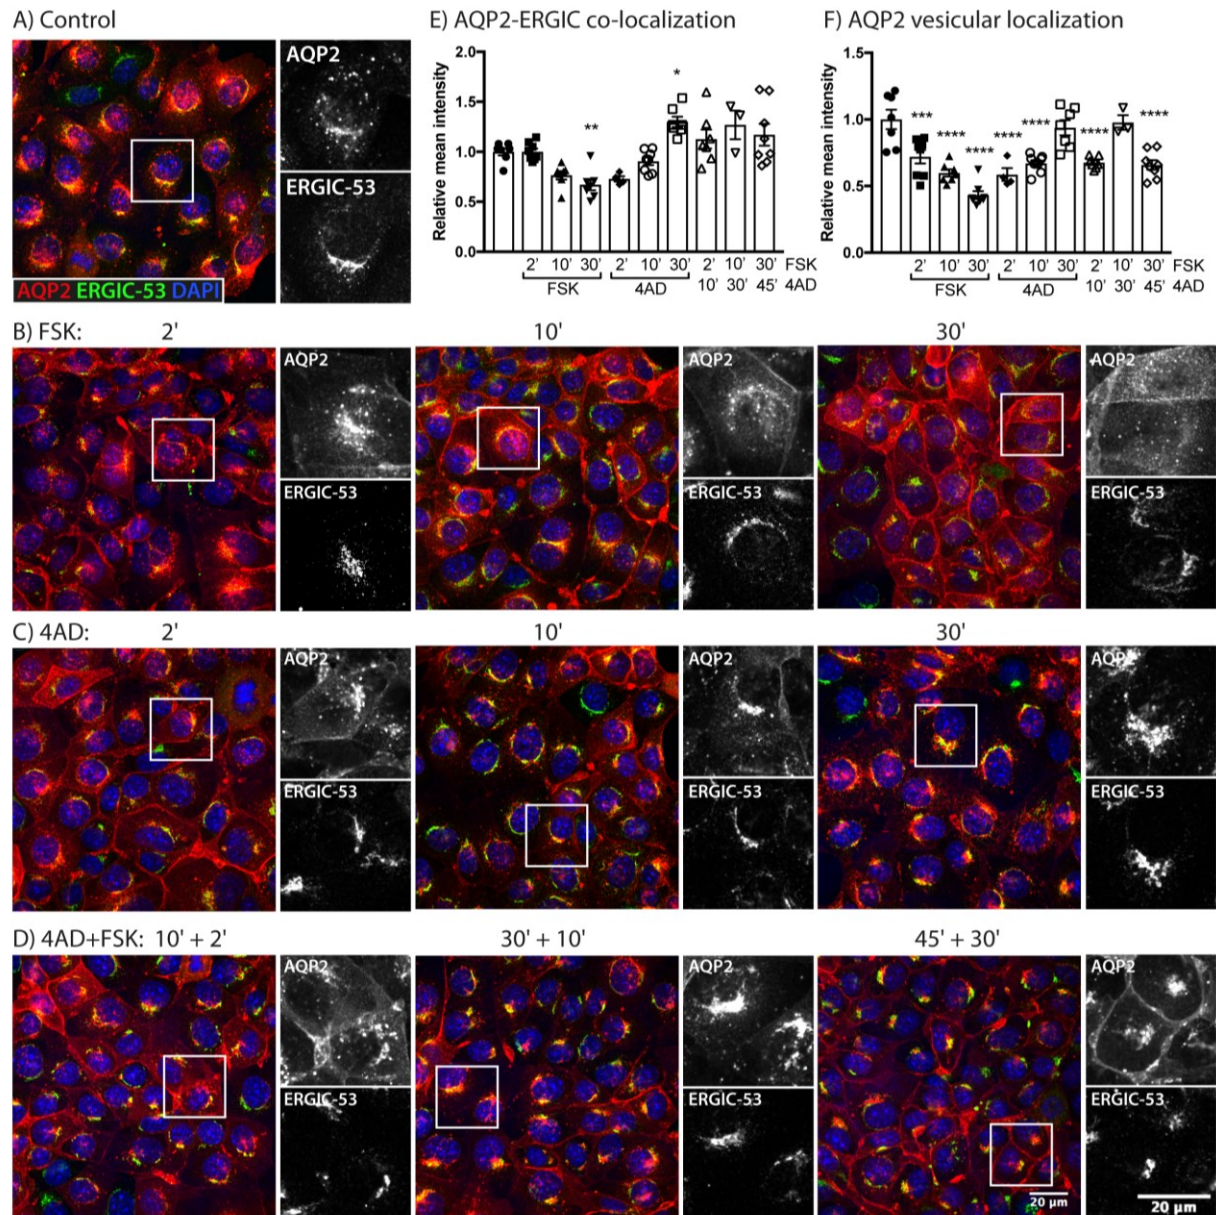 A) Control
AQP2
ERGIC-53
AQP2 ERGIC-53 DAPI
E) AQP2-ERGIC co-localization
Relative mean intensity
2.0
1.5
1.0
0.5
0.0
**
*
2' 10' 30' 2' 10' 30' 2' 10' 30' FSK
FSK 4AD 10' 30' 45' 4AD
F) AQP2 vesicular localization
Relative mean intensity
1.5
1.0
0.5
0.0
*** **** **** **** **** **** ****
2' 10' 30' 2' 10' 30' 2' 10' 30' FSK
FSK 4AD 10' 30' 45' 4AD
B) FSK: 2' 10' 30'
AQP2 AQP2 AQP2
ERGIC-53 ERGIC-53 ERGIC-53
C) 4AD: 2' 10' 30'
AQP2 AQP2 AQP2
ERGIC-53 ERGIC-53 ERGIC-53
D) 4AD+FSK: 10' + 2' 30' + 10' 45' + 30'
AQP2 AQP2 AQP2
ERGIC-53 ERGIC-53 ERGIC-53
20 µm 20 µm